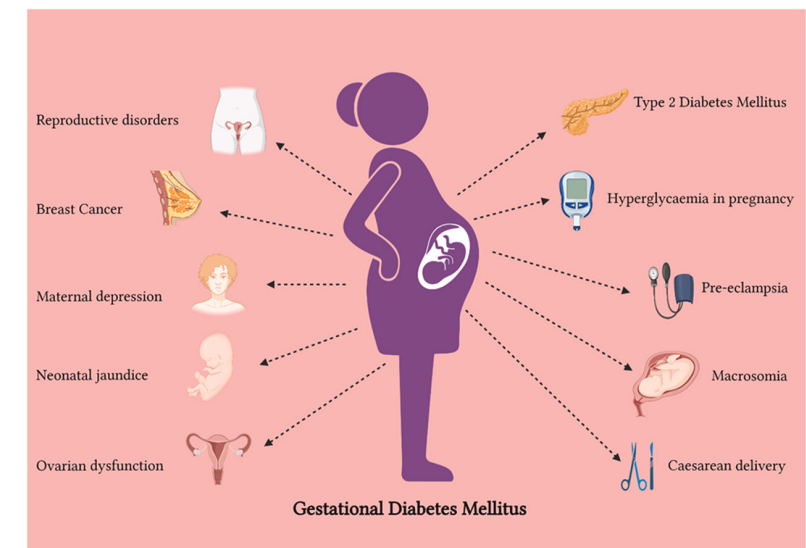 Reproductive disorders
Breast Cancer
Maternal depression
Neonatal jaundice
Ovarian dysfunction
Type 2 Diabetes Mellitus
Hyperglycaemia in pregnancy
Pre-eclampsia
Macrosomia
Caesarean delivery
Gestational Diabetes Mellitus